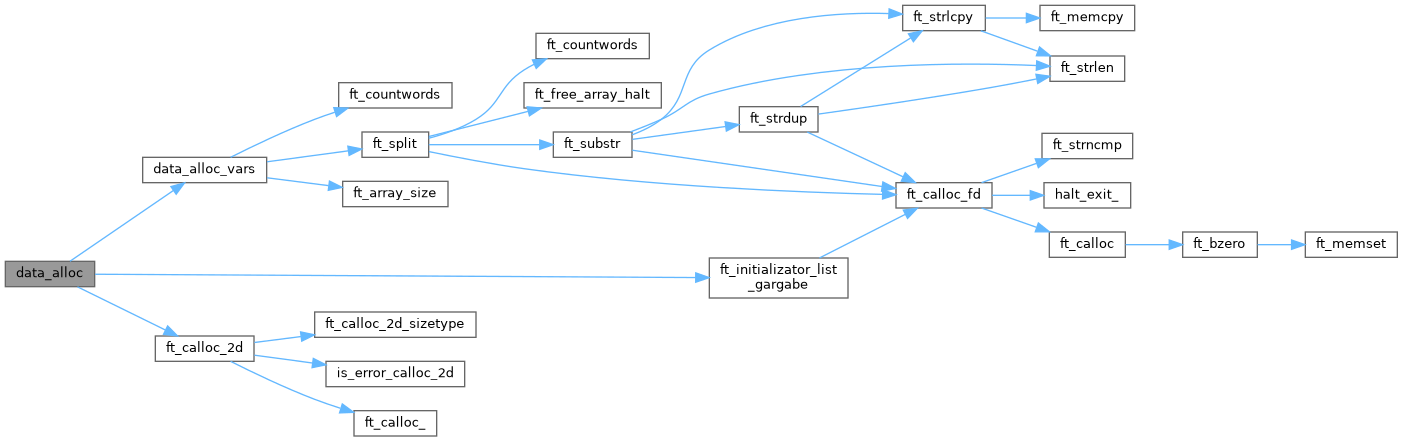 ft_strlcpy
ft_memcpy
ft_countwords
ft_strlen
ft_countwords
ft_free_array_halt
ft_strdup
ft_split
ft_substr
ft_strncmp
data_alloc_vars
ft_array_size
ft_calloc_fd
halt_exit_
ft_calloc
ft_bzero
ft_memset
data_alloc
ft_initializator_list
_gargabe
ft_calloc_2d_sizetype
ft_calloc_2d
is_error_calloc_2d
ft_calloc_